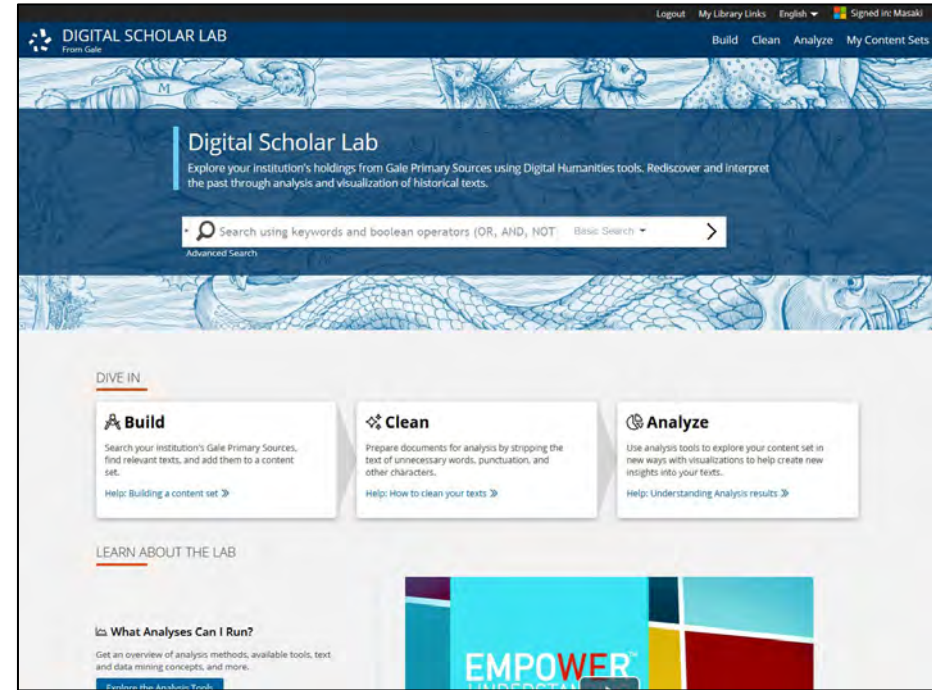 Logout My Library Links English Signed in: Masaki
DIGITAL SCHOLAR LAB
From Gale
Build Clean Analyze My Content Sets
M
Digital Scholar Lab
Explore your institution's holdings from Gale Primary Sources using Digital Humanities tools. Rediscover and interpret
the past through analysis and visualization of historical texts.
Search using keywords and boolean operators (OR, AND, NOT Basic Search
Advanced Search
DIVE IN
Build
Search your institution's Gale Primary Sources,
find relevant texts, and add them to a content
set.
Help: Building a content set
Clean
Prepare documents for analysis by stripping the
text of unnecessary words, punctuation, and
other characters.
Help: How to clean your texts
Analyze
Use analysis tools to explore your content set in
new ways with visualizations to help create new
insights into your texts.
Help: Understanding Analysis results
LEARN ABOUT THE LAB
What Analyses Can I Run?
Get an overview of analysis methods, available tools, text
and data mining concepts, and more.
Explore the Analysis Tools
EMPOWER™